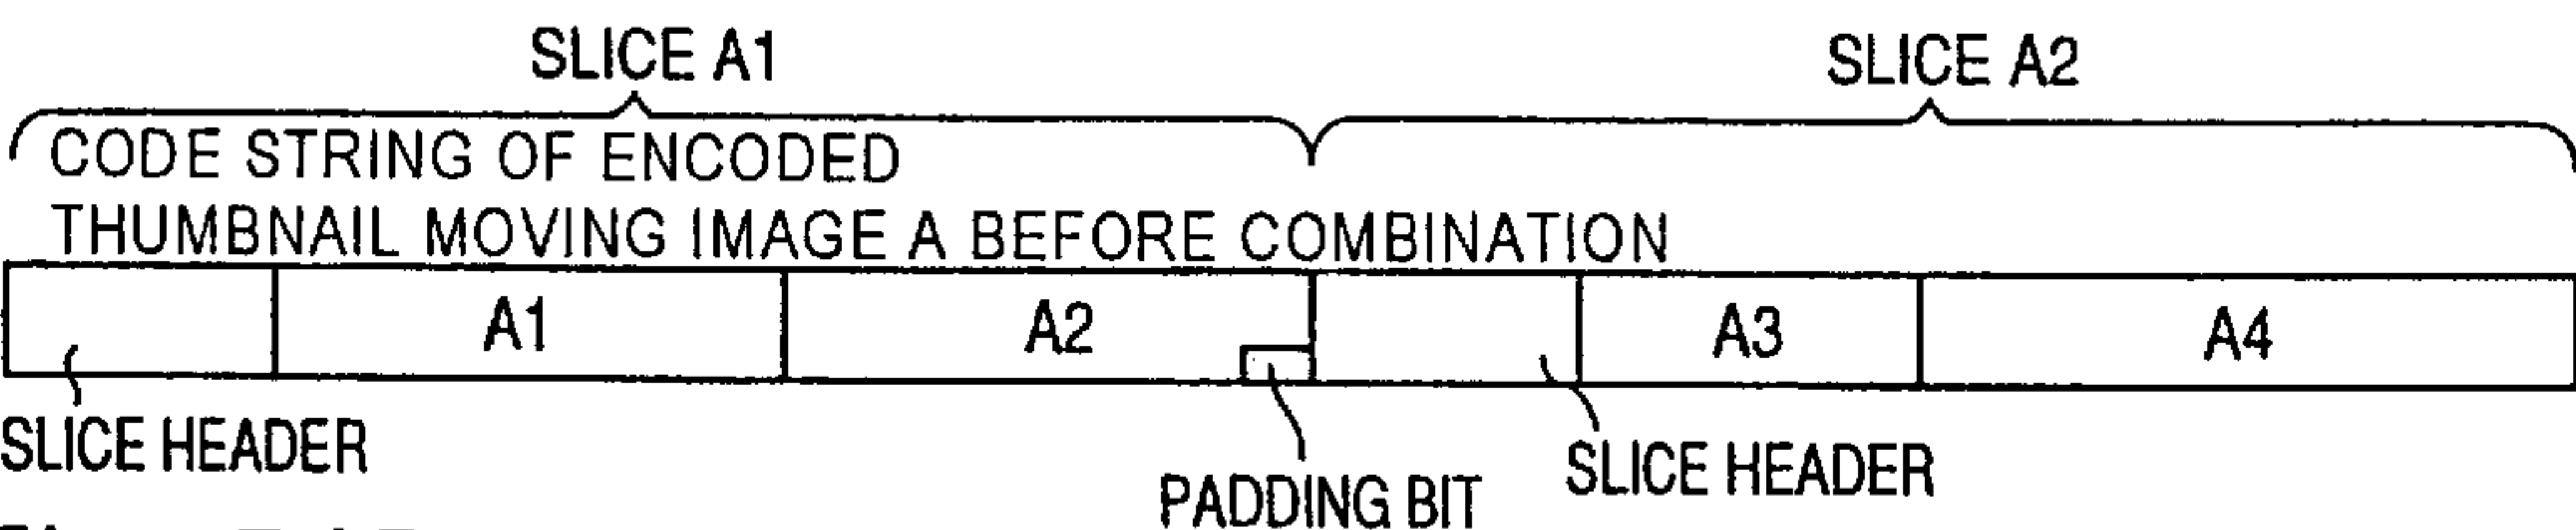 SLICE A1
SLICE A2
CODE STRING OF ENCODED
THUMBNAIL MOVING IMAGE A BEFORE COMBINATION
A1
A2
A3
A4
SLICE HEADER
PADDING BIT
SLICE HEADER